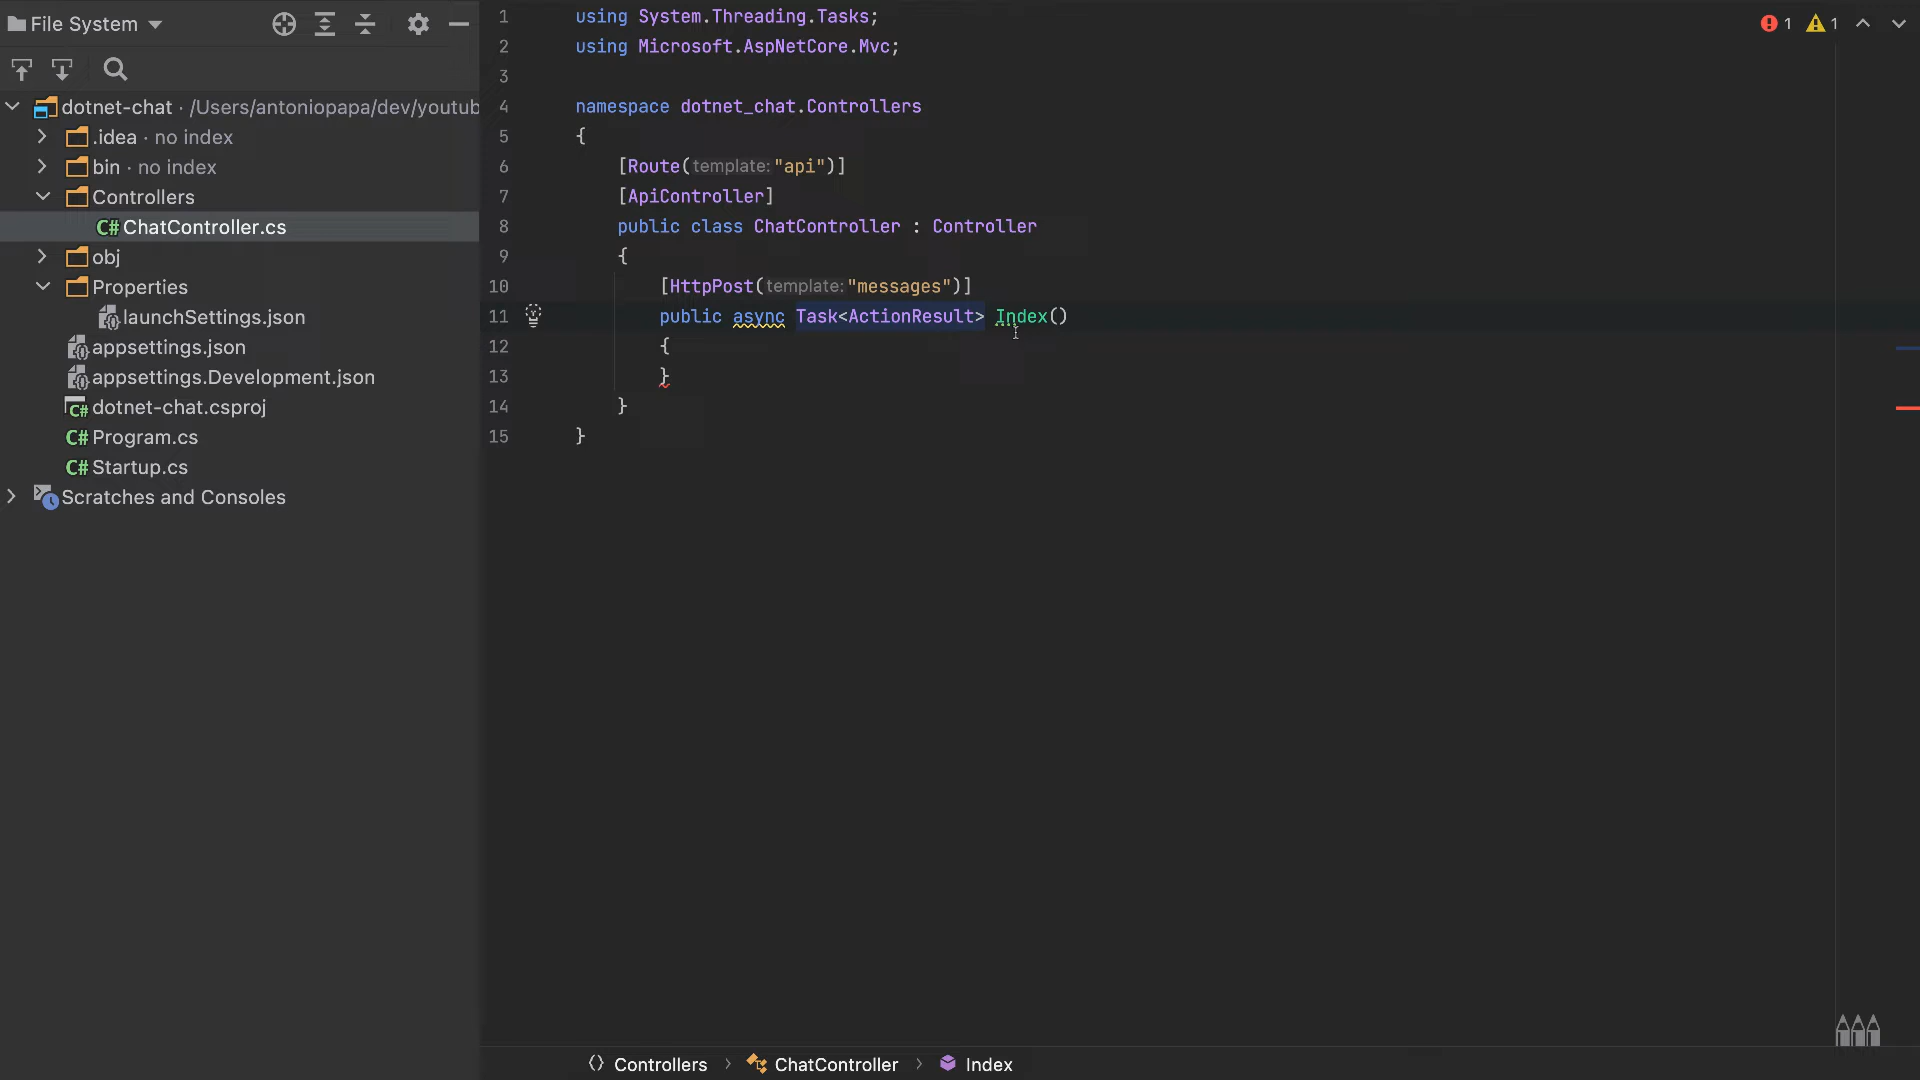 File System
dotnet-chat · /Users/antoniopapa/dev/youtub
.idea · no index
bin · no index
Controllers
C# ChatController.cs
obj
Properties
launchSettings.json
appsettings.json
appsettings.Development.json
C# dotnet-chat.csproj
C# Program.cs
C# Startup.cs
Scratches and Consoles
1 using System.Threading.Tasks;
2 using Microsoft.AspNetCore.Mvc;
3
4 namespace dotnet_chat.Controllers
5 {
6 [Route(template: "api")]
7 [ApiController]
8 public class ChatController : Controller
9 {
10 [HttpPost(template: "messages")]
11 public async Task<ActionResult> Index()
12 {
13 }
14 }
15 }
1 1
Controllers > ChatController > Index